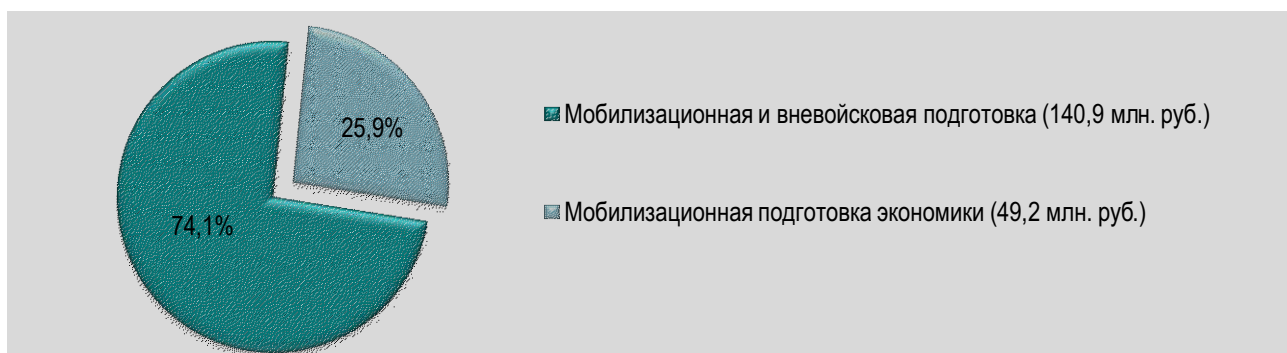 25,9%
74,1%
Мобилизационная и вневойсковая подготовка (140,9 млн. руб.)
Мобилизационная подготовка экономики (49,2 млн. руб.)